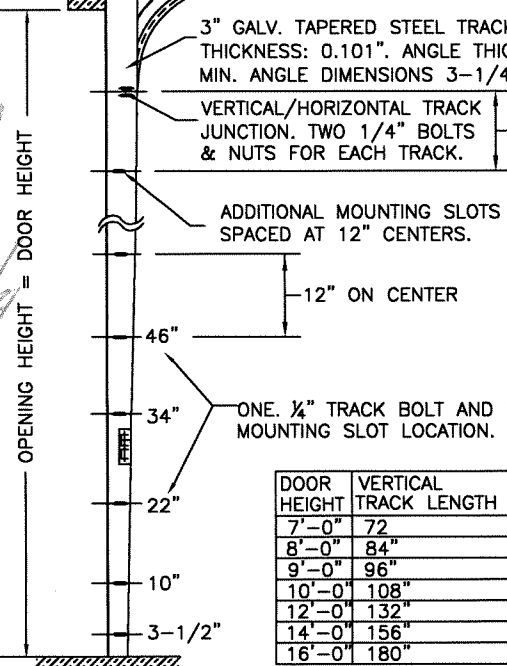 3" GALV. TAPERED STEEL TRACK
THICKNESS: 0.101". ANGLE
MIN. ANGLE DIMENSIONS 3-1/4
VERTICAL/HORIZONTAL TRACK
JUNCTION. TWO 1/4" BOLTS
& NUTS FOR EACH TRACK.
ADDITIONAL MOUNTING SLOTS
SPACED AT 12" CENTERS.
12" ON CENTER
OPENING HEIGHT = DOOR HEIGHT
46"
34"
ONE. 1/4" TRACK BOLT AND
MOUNTING SLOT LOCATION.
22"
10"
3-1/2"
DOOR HEIGHT VERTICAL TRACK LENGTH
7'-0" 72
8'-0" 84"
9'-0" 96"
10'-0" 108"
12'-0" 132"
14'-0" 156"
16'-0" 180"